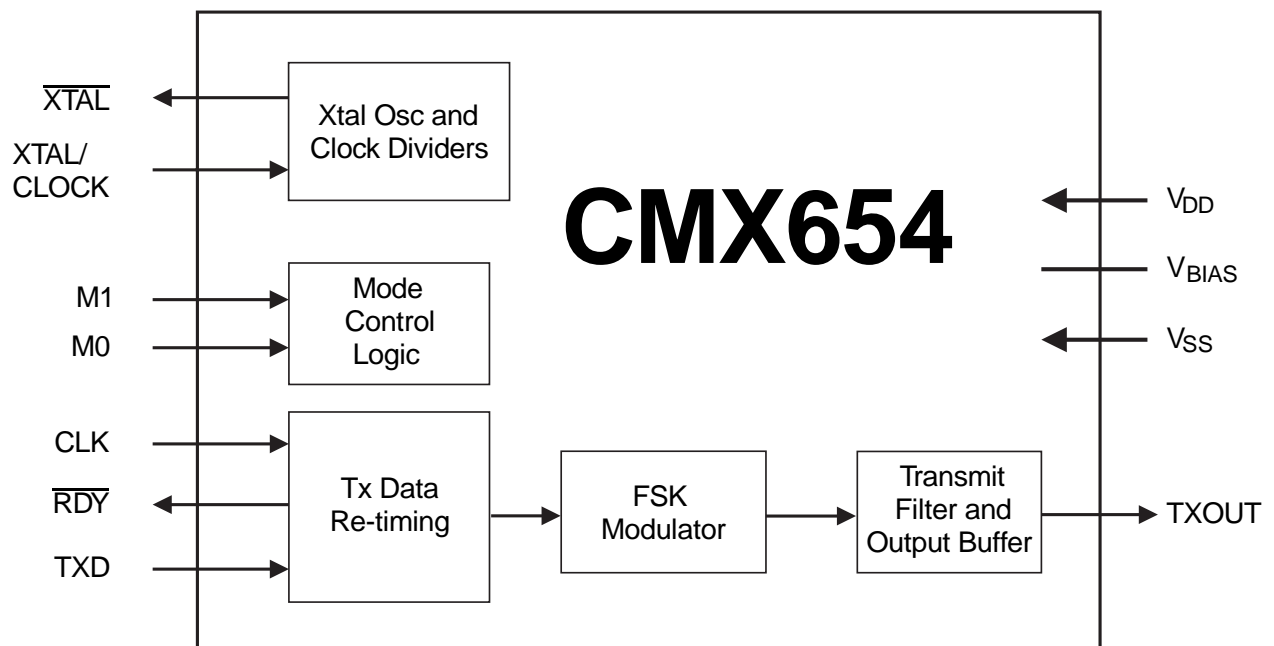 XTAL
XTAL/
CLOCK
Xtal Osc and
Clock Dividers
CMX654
VDD
VBIAS
VSS
M1
M0
Mode
Control
Logic
CLK
RDY
TXD
Tx Data
Re-timing
FSK
Modulator
Transmit
Filter and
Output Buffer
TXOUT